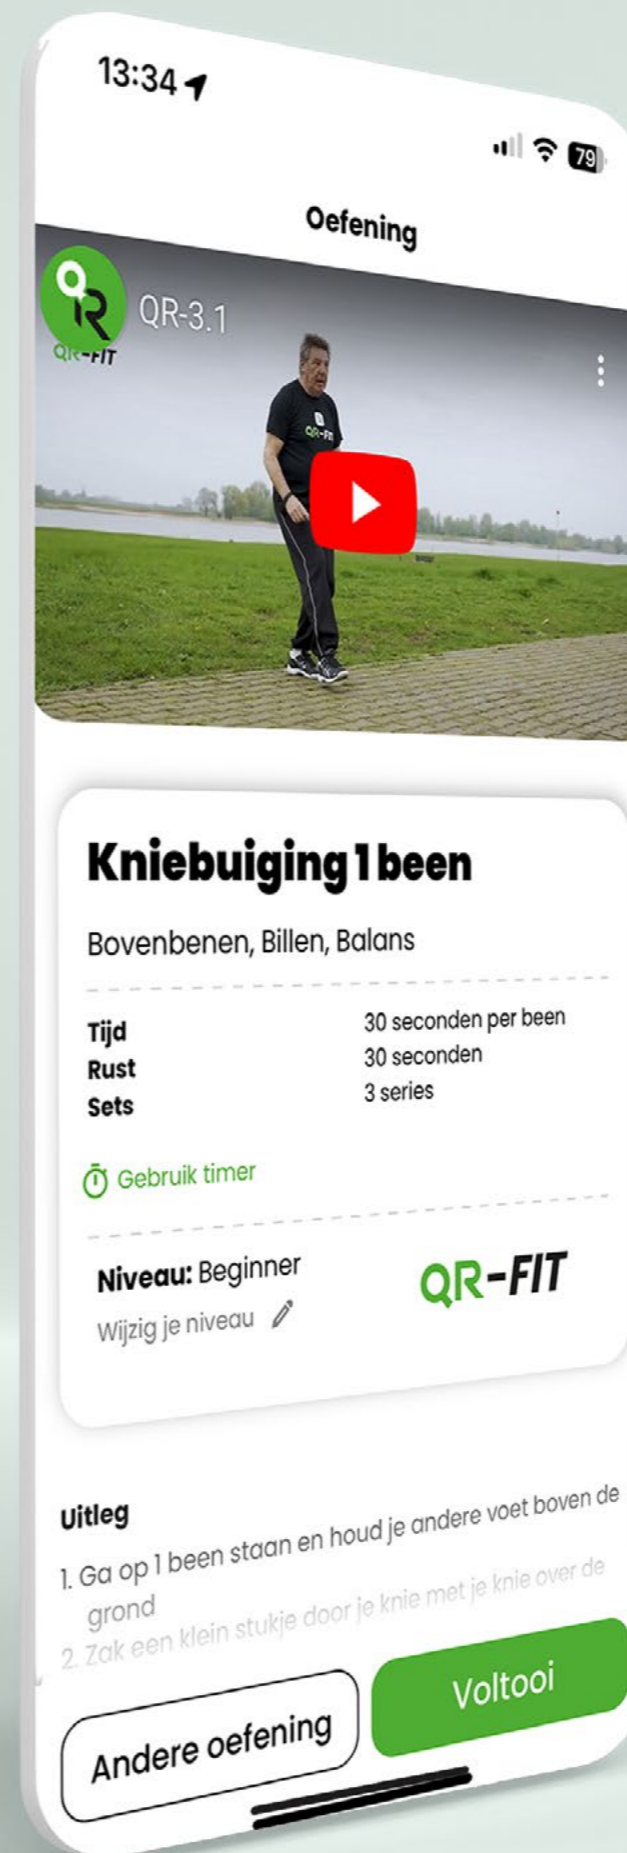 13:34
79
Oefening
QR
QR-FIT
QR-3.1
QR-FIT
Kniebuiging 1 been
Bovenbenen, Billen, Balans
Tijd 30 seconden per been
Rust 30 seconden
Sets 3 series
Gebruik timer
Niveau: Beginner
QR-FIT
Wijzig je niveau
Uitleg
1. Ga op 1 been staan en houd je andere voet boven de
grond
2. Zak een klein stukje door je knie met je knie over de
Andere oefening
Voltooi